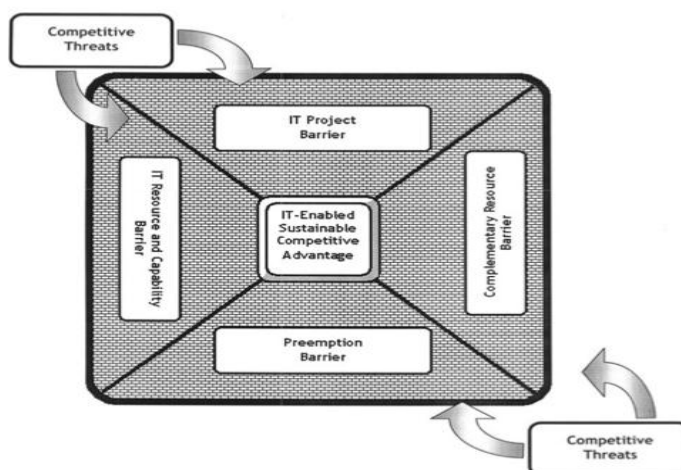 Competitive
Threats
IT Project
Barrier
IT Resource and Capability
Barrier
IT-Enabled
Sustainable
Competitive
Advantage
Complementary Resource
Barrier
Preemption
Barrier
Competitive
Threats